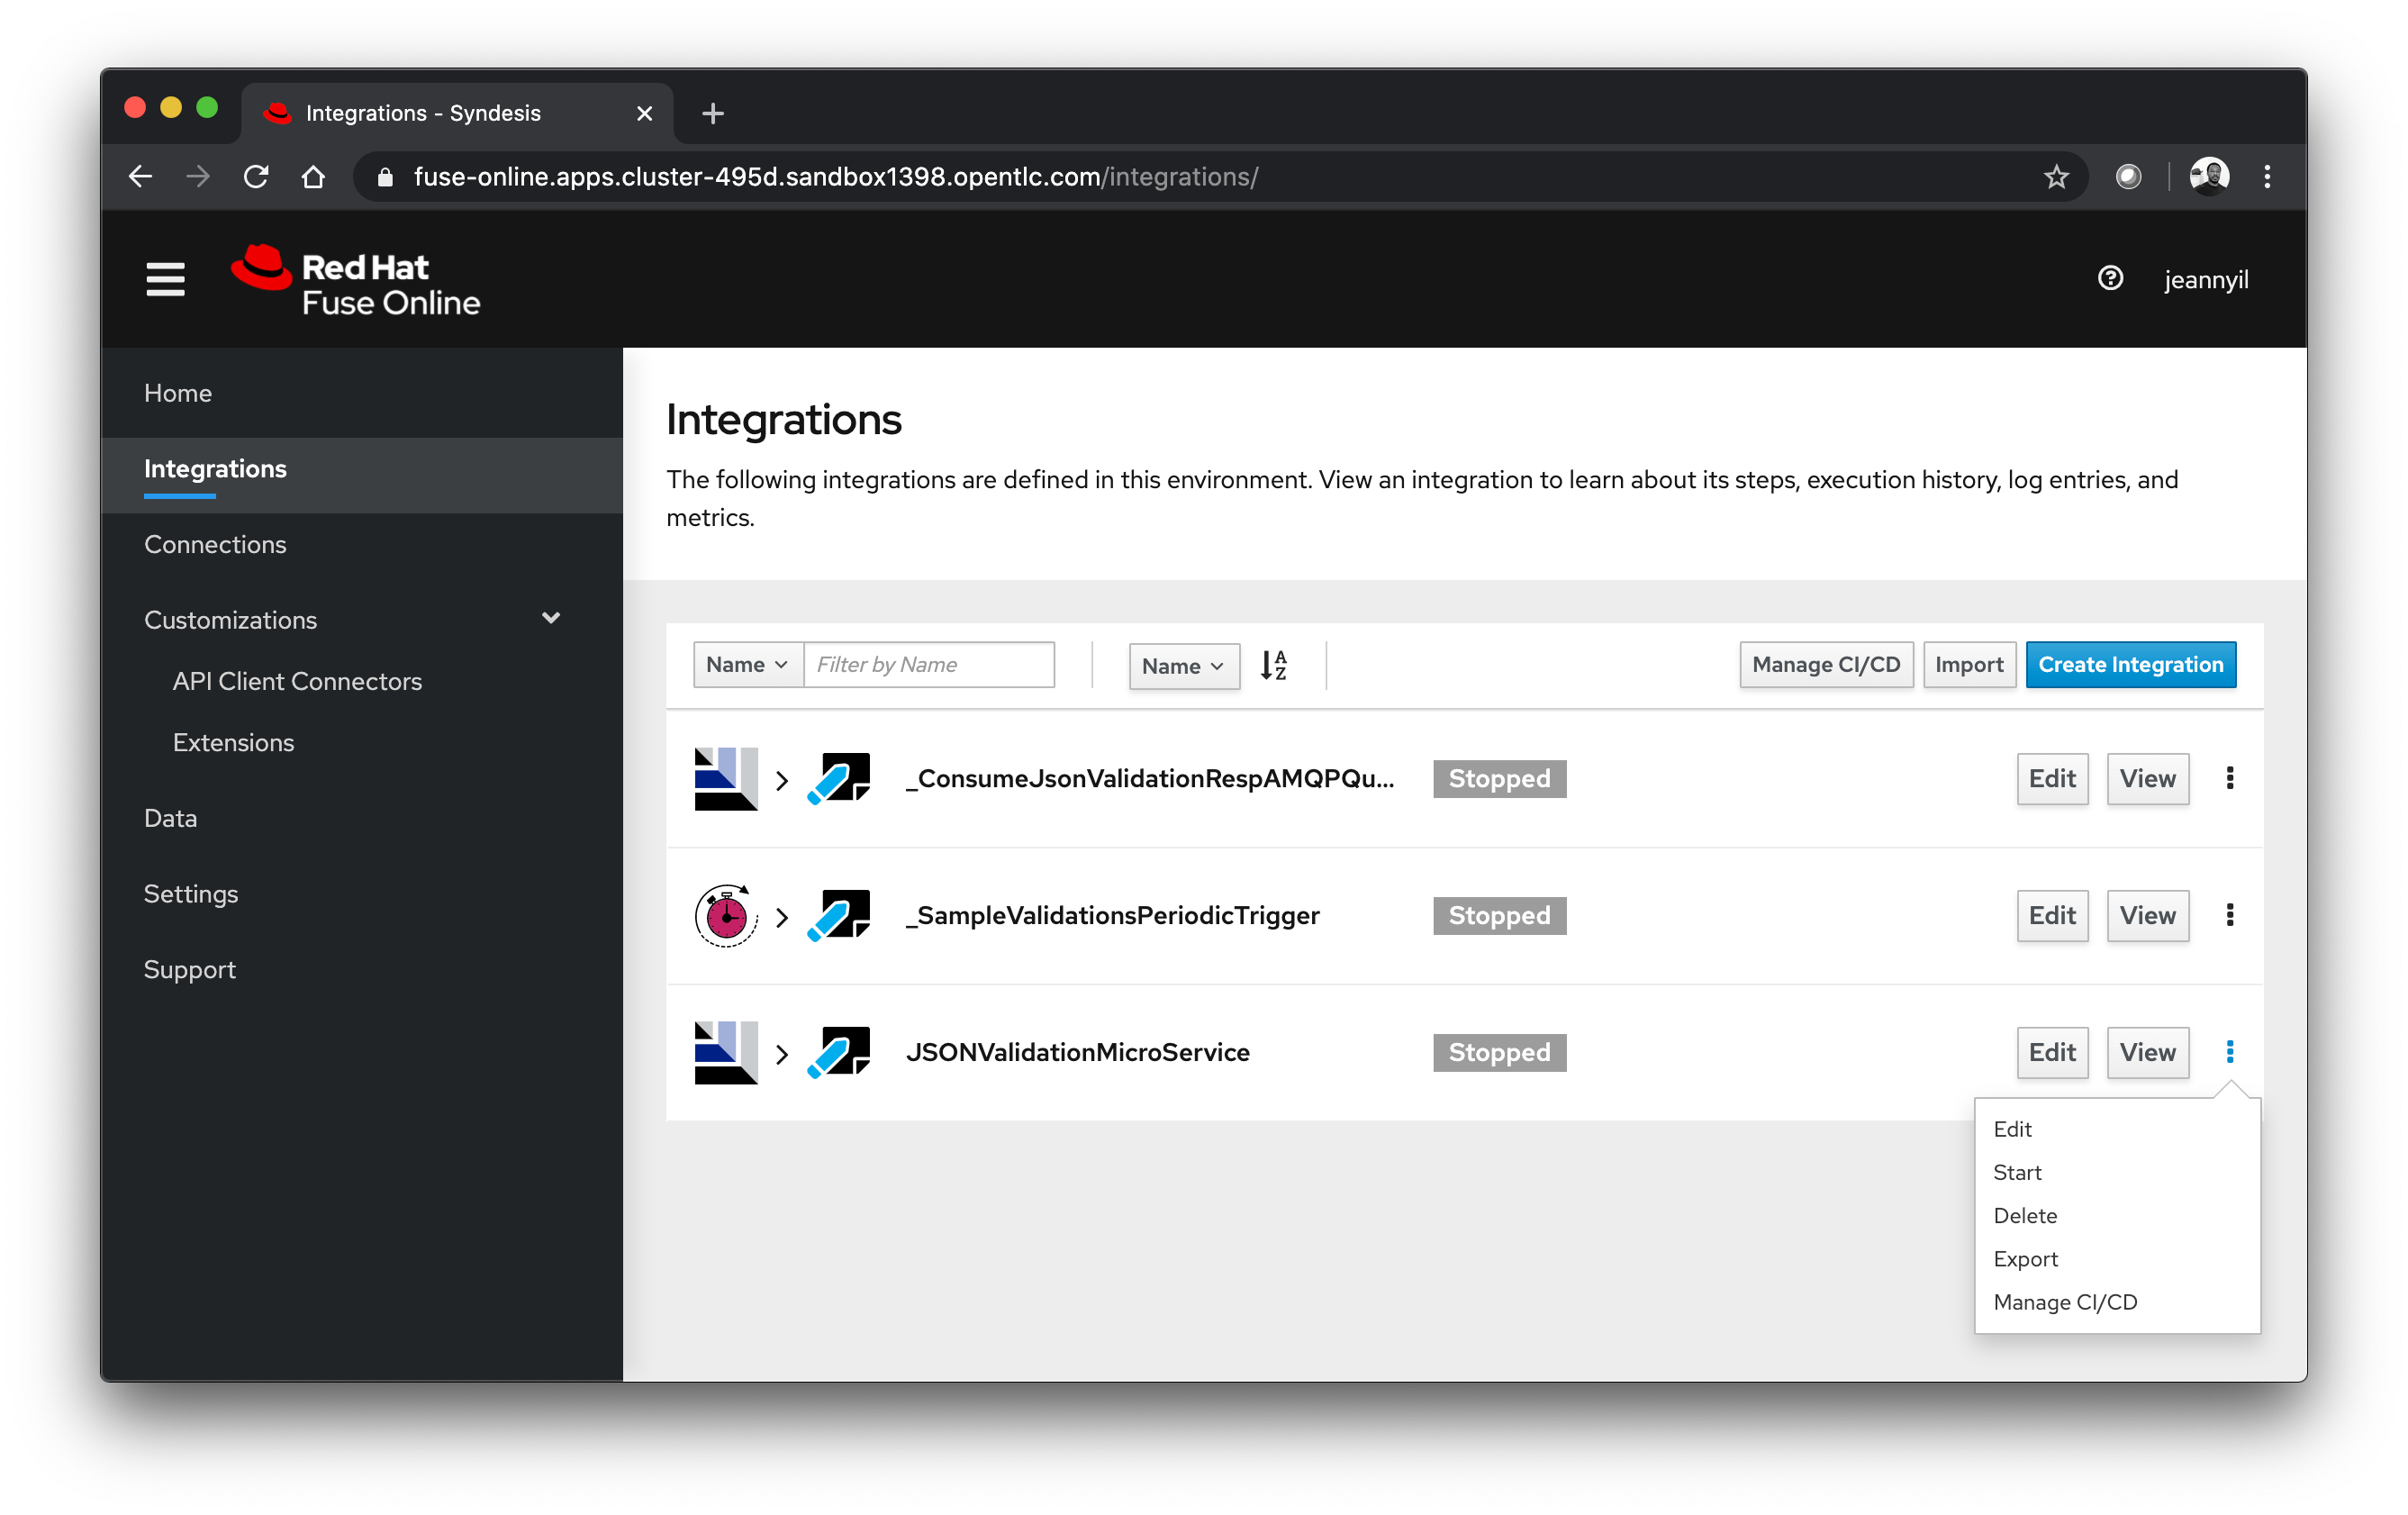 Integrations - Syndesis
fuse-online.apps.cluster-495d.sandbox1398.opentlc.com/integrations/
Red Hat
Fuse Online
jeannyil
Home
Integrations
Connections
Customizations
API Client Connectors
Extensions
Data
Settings
Support
Integrations
The following integrations are defined in this environment. View an integration to learn about its steps, execution history, log entries, and
metrics.
Name Filter by Name Name A Z Manage CI/CD Import Create Integration
_ConsumeJsonValidationRespAMQPQu... Stopped Edit View
_SampleValidationsPeriodicTrigger Stopped Edit View
JSONValidationMicroService Stopped Edit View
Edit
Start
Delete
Export
Manage CI/CD